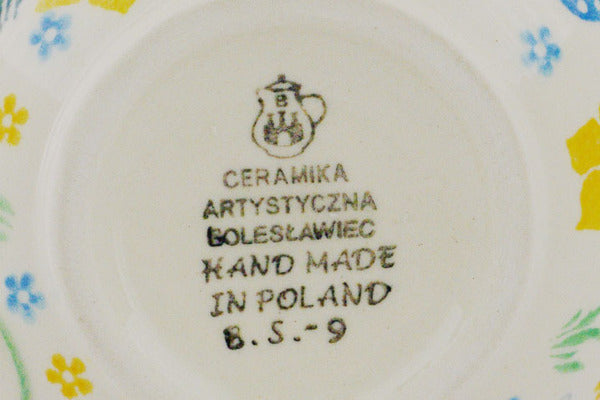 B
CERAMIKA
ARTYSTYCZNA
BOLESŁAWIEC
HAND MADE
IN POLAND
B.S.-9